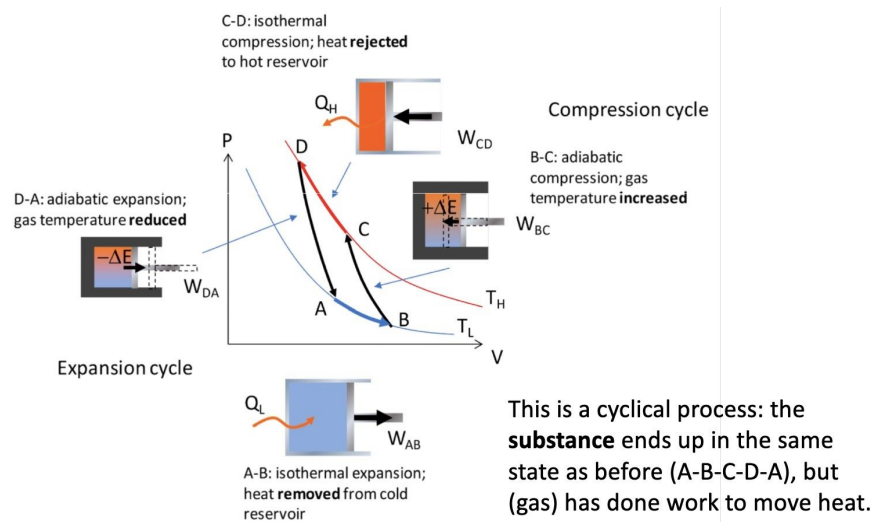 C-D: isothermal
compression; heat rejected
to hot reservoir
Q_H
W_CD
Compression cycle
P
D
B-C: adiabatic
compression; gas
temperature increased
D-A: adiabatic expansion;
gas temperature reduced
+ΔE
W_BC
C
−ΔE
W_DA
A
B
T_H
T_L
V
Expansion cycle
Q_L
W_AB
A-B: isothermal expansion;
heat removed from cold
reservoir
This is a cyclical process: the
substance ends up in the same
state as before (A-B-C-D-A), but
(gas) has done work to move heat.